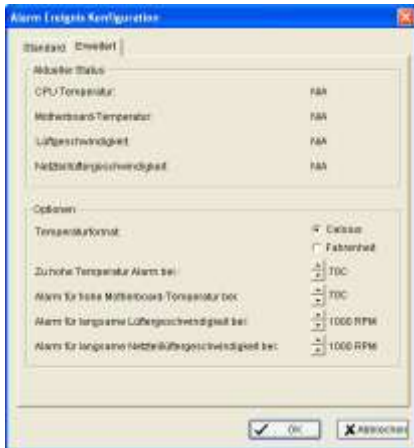 Alarm Ereignis Konfiguration
Standard Erweitert
Aktueller Status
CPU Temperatur: N/A
Motherboard-Temperatur N/A
Lüftgeschwindigkeit N/A
Netzteillüftergeschwindigkeit N/A
Optionen
Temperaturformat: Celsius
Fahrenheit
Zu hohe Temperatur Alarm bei: 70C
Alarm für hohe Motherboard-Temperatur bei: 70C
Alarm für langsame Lüftergeschwindigkeit bei: 1000 RPM
Alarm für langsame Netzteillüftergeschwindigkeit bei: 1000 RPM
OK Abbrechen